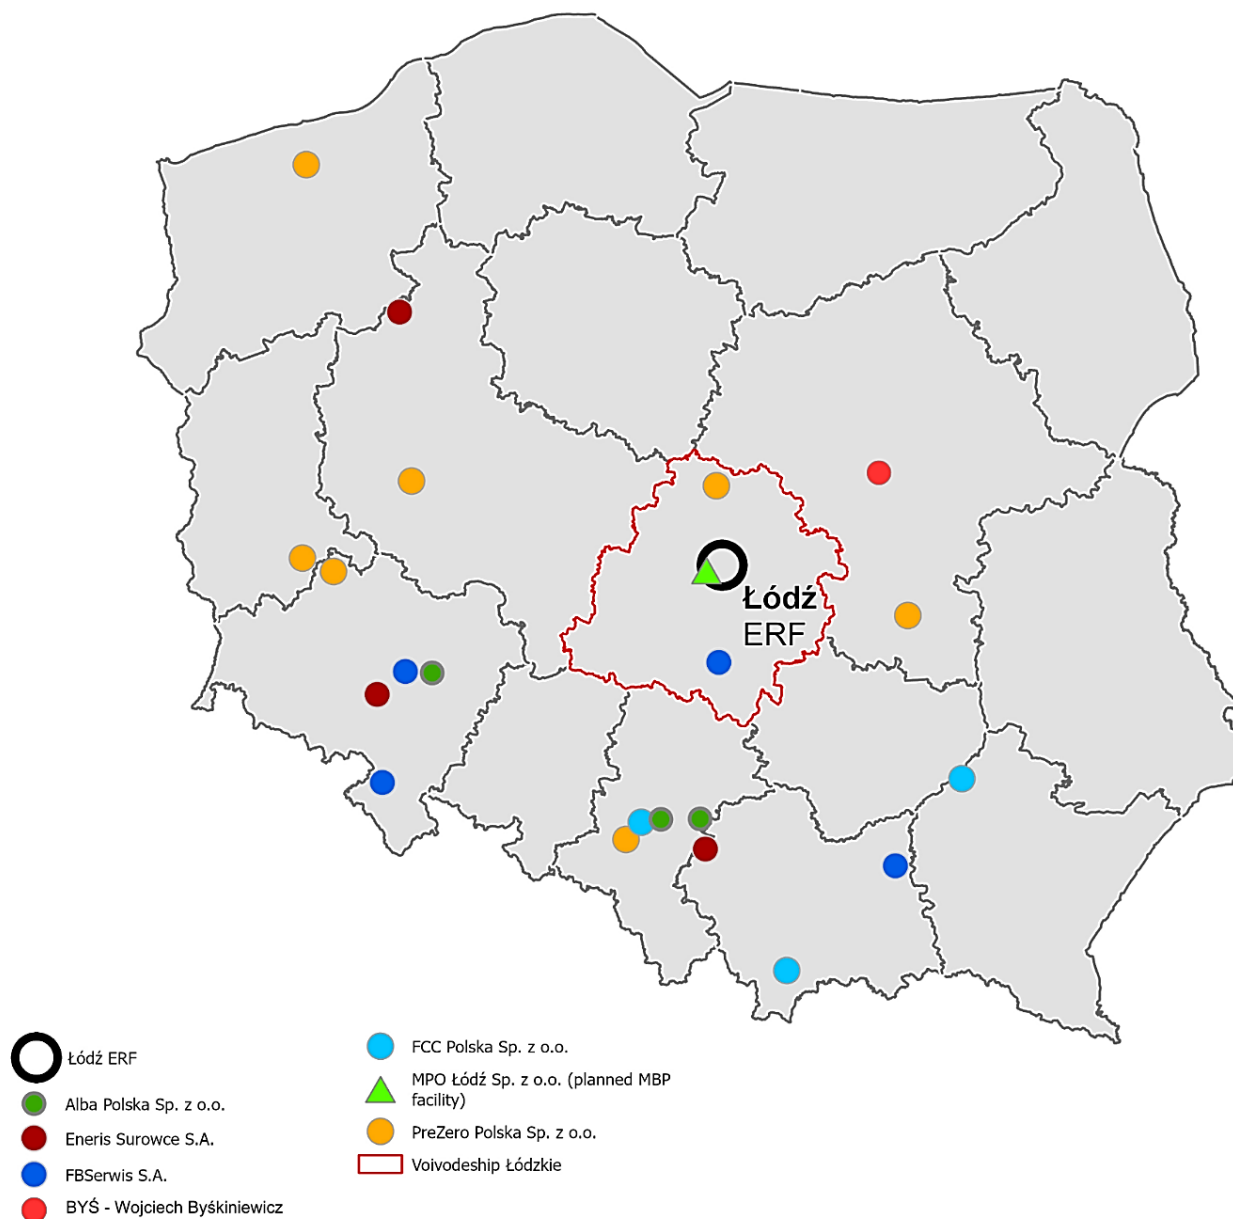 Łódź
ERF
Łódź ERF
Alba Polska Sp. z o.o.
Eneris Surowce S.A.
FBSerwis S.A.
BYŚ - Wojciech Byśkiniewicz
FCC Polska Sp. z o.o.
MPO Łódź Sp. z o.o. (planned MBP
facility)
PreZero Polska Sp. z o.o.
Voivodeship Łódzkie